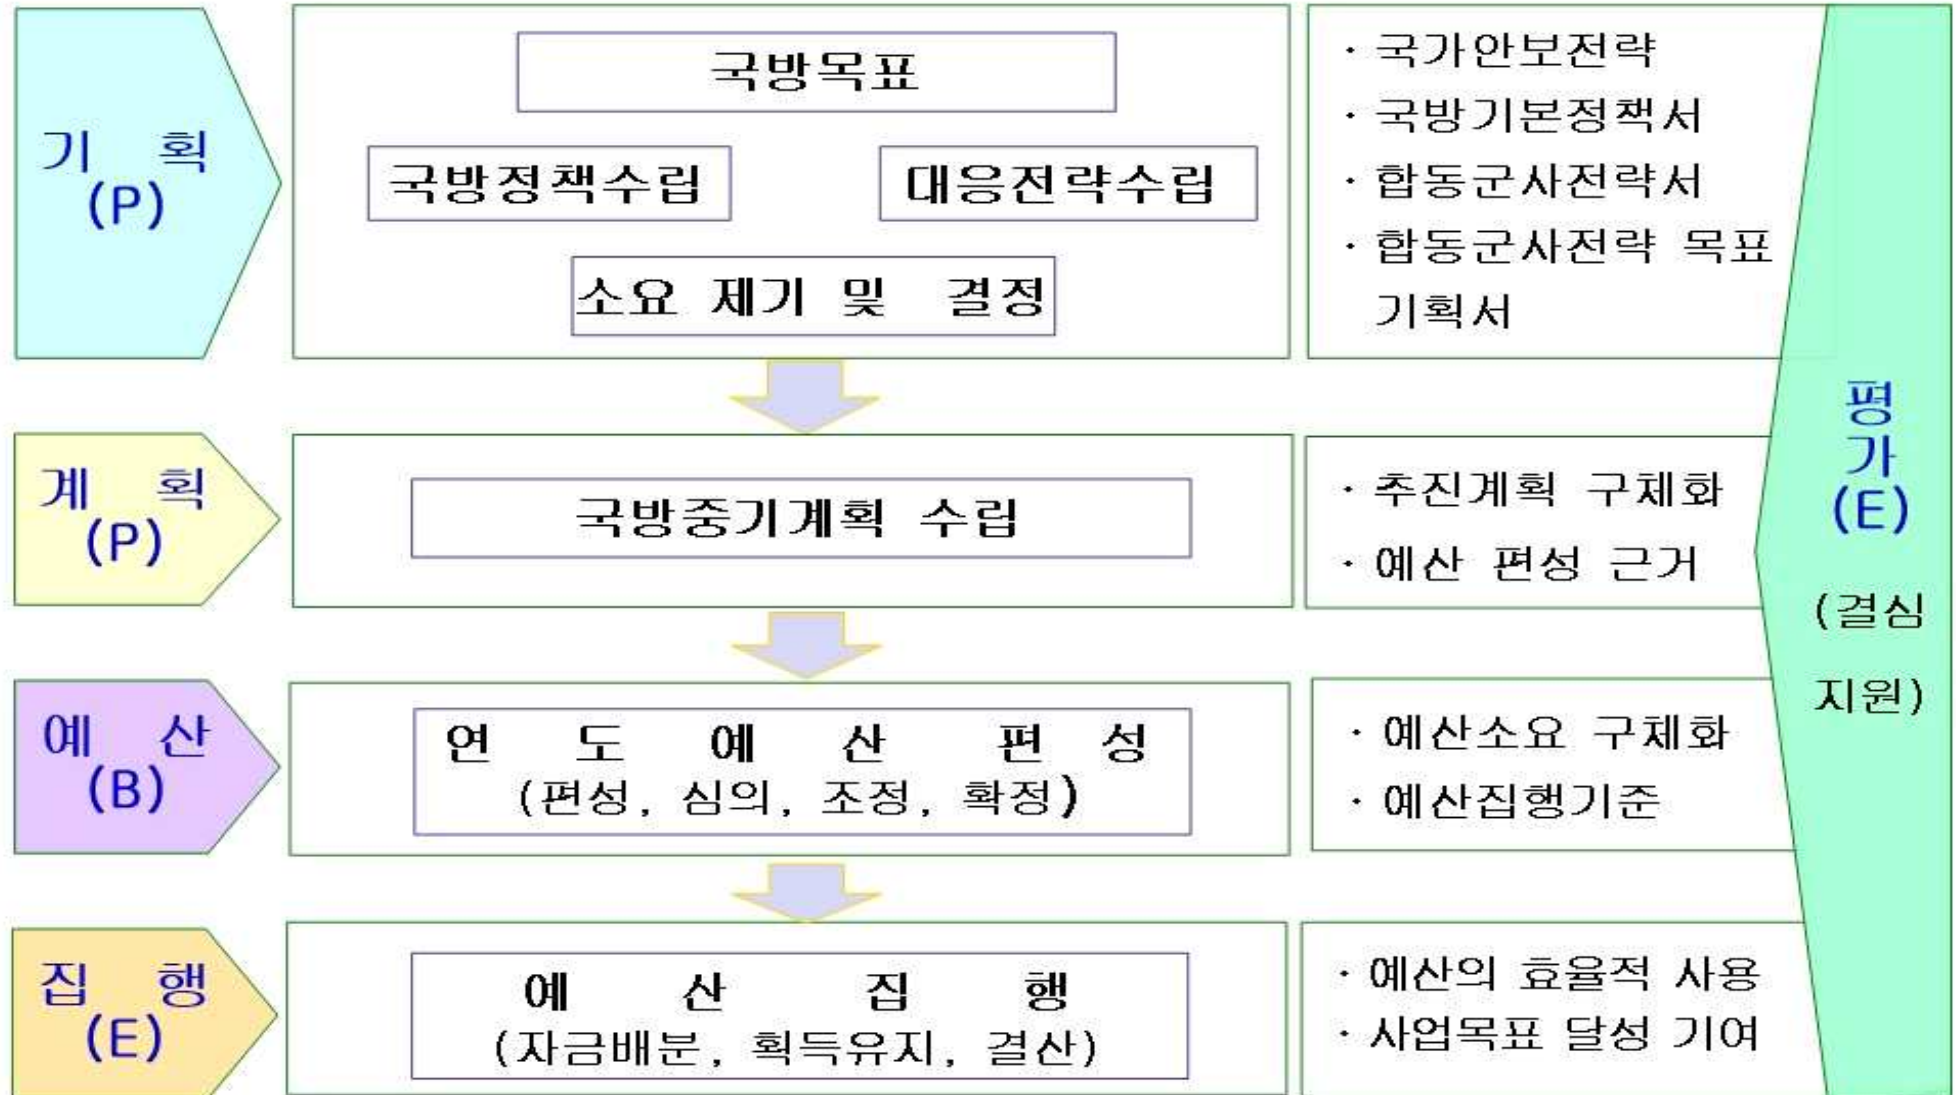 기 획
(P)
국방목표
국방정책수립
대응전략수립
소요 제기 및 결정
· 국가안보전략
· 국방기본정책서
· 합동군사전략서
· 합동군사전략 목표
기획서
계 획
(P)
국방중기계획 수립
· 추진계획 구체화
· 예산 편성 근거
예 산
(B)
연 도 예 산 편 성
(편성, 심의, 조정, 확정)
· 예산소요 구체화
· 예산집행기준
집 행
(E)
예 산 집 행
(자금배분, 획득유지, 결산)
· 예산의 효율적 사용
· 사업목표 달성 기여
평
가
(E)
(결심
지원)